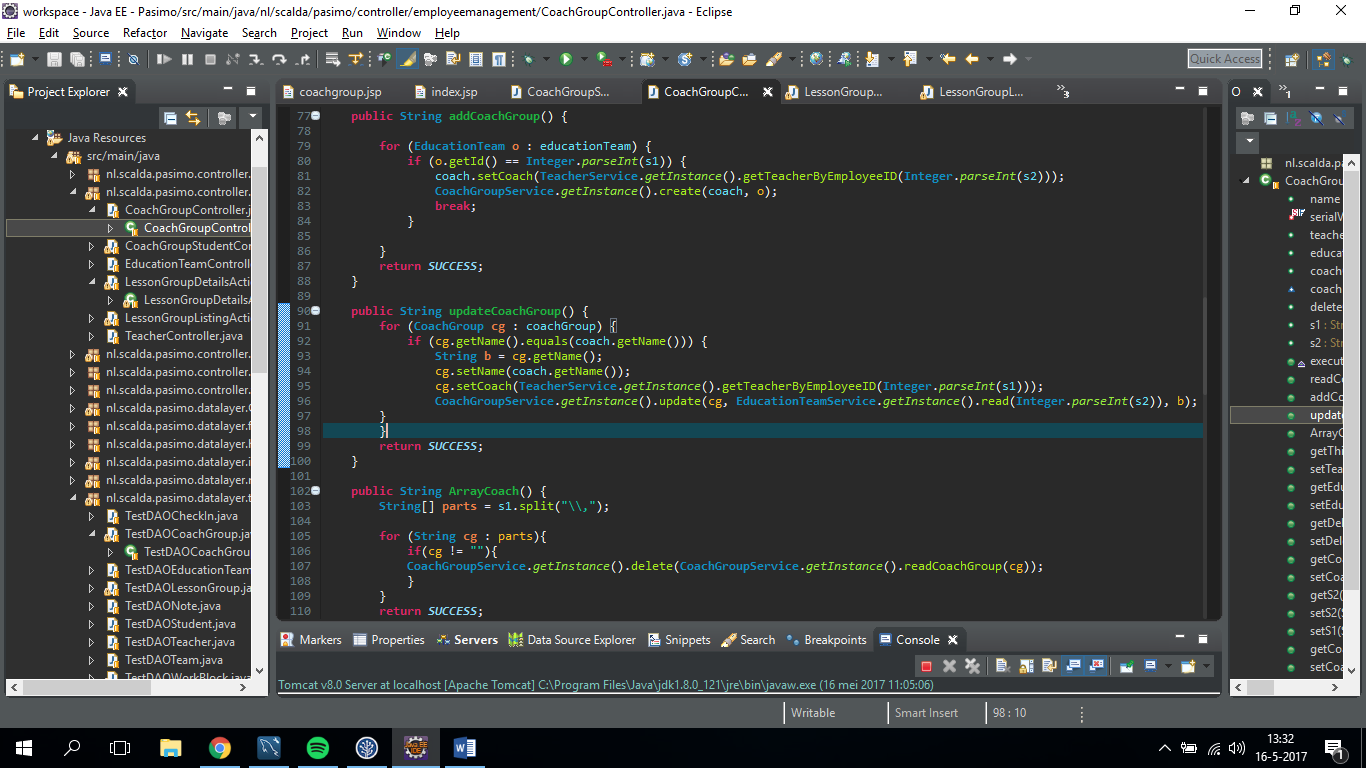 workspace - Java EE - Pasimo/src/main/java/nl/scalda/pasimo/controller/employeemanagement/CoachGroupController.java - Eclipse
File Edit Source Refactor Navigate Search Project Run Window Help
Quick Access
Project Explorer
Java Resources
src/main/java
nl.scalda.pasimo.controller.
nl.scalda.pasimo.controller.
CoachGroupController.j
CoachGroupControl
CoachGroupStudentCor
EducationTeamControll
LessonGroupDetailsActi
LessonGroupDetailsA
LessonGroupListingActi
TeacherController.java
nl.scalda.pasimo.controller.
nl.scalda.pasimo.controller.
nl.scalda.pasimo.controller.
nl.scalda.pasimo.datalayer.
nl.scalda.pasimo.datalayer.f
nl.scalda.pasimo.datalayer.
nl.scalda.pasimo.datalayer.i
nl.scalda.pasimo.datalayer.
nl.scalda.pasimo.datalayer.t
TestDAOCheckIn.java
TestDAOCoachGroup.jav
TestDAOCoachGrou
TestDAOEducationTeam
TestDAOLessonGroup.ja
TestDAONote.java
TestDAOStudent.java
TestDAOTeacher.java
TestDAOTeam.java
TestDAOWorkBlock.java
coachgroup.jsp index.jsp CoachGroupS... CoachGroupC... LessonGroup... LessonGroupL... »3
77 public String addCoachGroup() {
78
79 for (EducationTeam o : educationTeam) {
80 if (o.getId() == Integer.parseInt(s1)) {
81 coach.setCoach(TeacherService.getInstance().getTeacherByEmployeeID(Integer.parseInt(s2)));
82 CoachGroupService.getInstance().create(coach, o);
83 break;
84 }
85
86 }
87 return SUCCESS;
88 }
89
90 public String updateCoachGroup() {
91 for (CoachGroup cg : coachGroup) {
92 if (cg.getName().equals(coach.getName())) {
93 String b = cg.getName();
94 cg.setName(coach.getName());
95 cg.setCoach(TeacherService.getInstance().getTeacherByEmployeeID(Integer.parseInt(s1)));
96 CoachGroupService.getInstance().update(cg, EducationTeamService.getInstance().read(Integer.parseInt(s2)), b);
97 }
98 }
99 return SUCCESS;
100 }
101
102 public String ArrayCoach() {
103 String[] parts = s1.split("\\,");
104
105 for (String cg : parts){
106 if(cg != ""){
107 CoachGroupService.getInstance().delete(CoachGroupService.getInstance().readCoachGroup(cg));
108 }
109 }
110 return SUCCESS;
O »1
nl.scalda.pa
CoachGrou
name
serialV
teache
educat
coach
coach
delete
s1 : Str
s2 : Str
execut
readCo
addCo
update
ArrayC
getThi
setTea
getEdu
setEdu
getDel
setDel
getCo
setCoa
getS2(
setS2(S
setS1(S
getCo
setCoa
Markers Properties Servers Data Source Explorer Snippets Search Breakpoints Console
Tomcat v8.0 Server at localhost [Apache Tomcat] C:\Program Files\Java\jdk1.8.0_121\jre\bin\javaw.exe (16 mei 2017 11:05:06)
Writable Smart Insert 98 : 10
13:32
16-5-2017
1